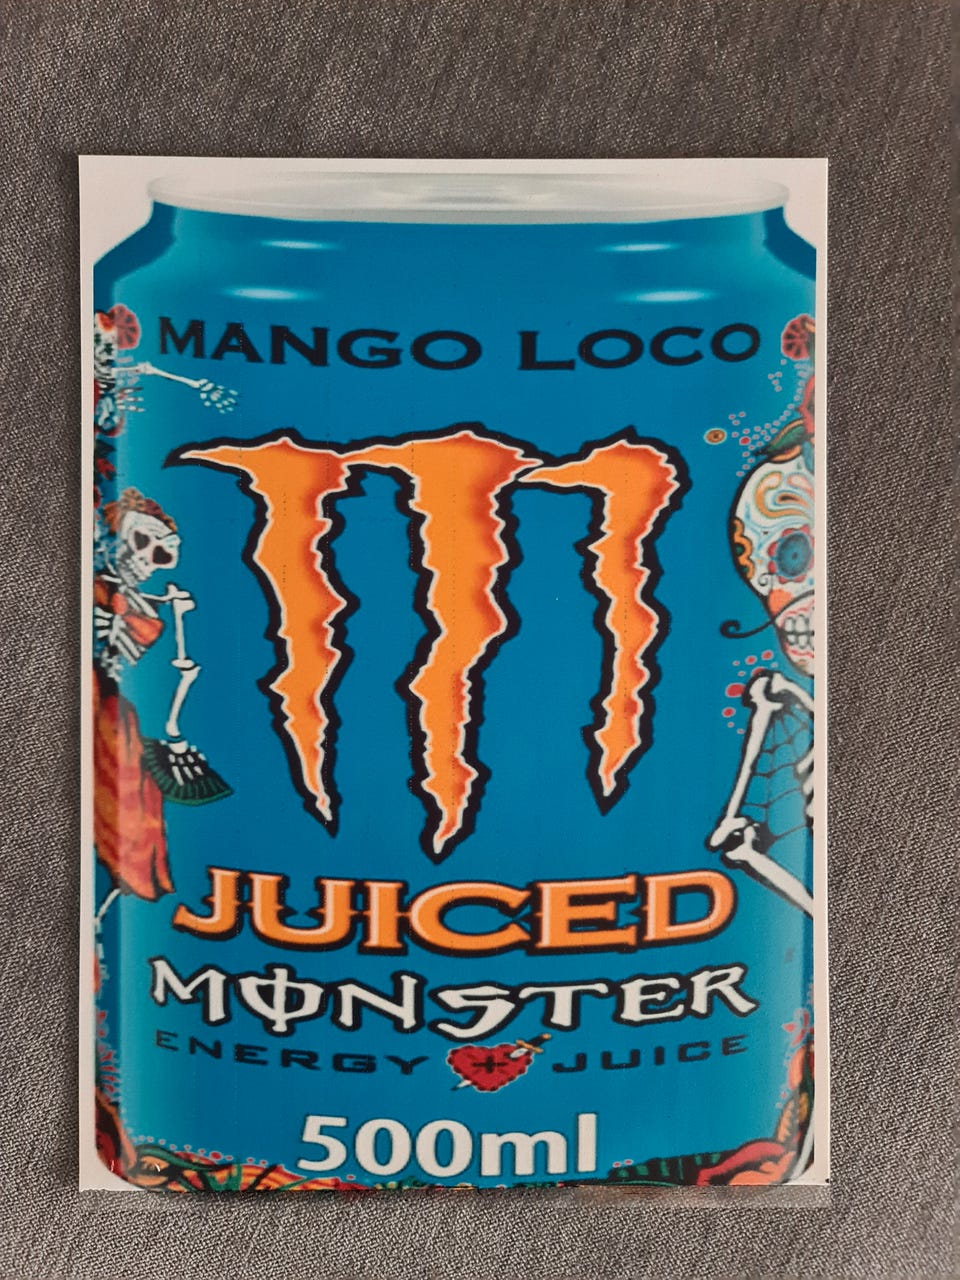 MANGO LOCO
JUICED
MONSTER
ENERGY + JUICE
500ml